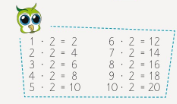 1 · 2 = 2
2 · 2 = 4
3 · 2 = 6
4 · 2 = 8
5 · 2 = 10
6 · 2 = 12
7 · 2 = 14
8 · 2 = 16
9 · 2 = 18
10 · 2 = 20